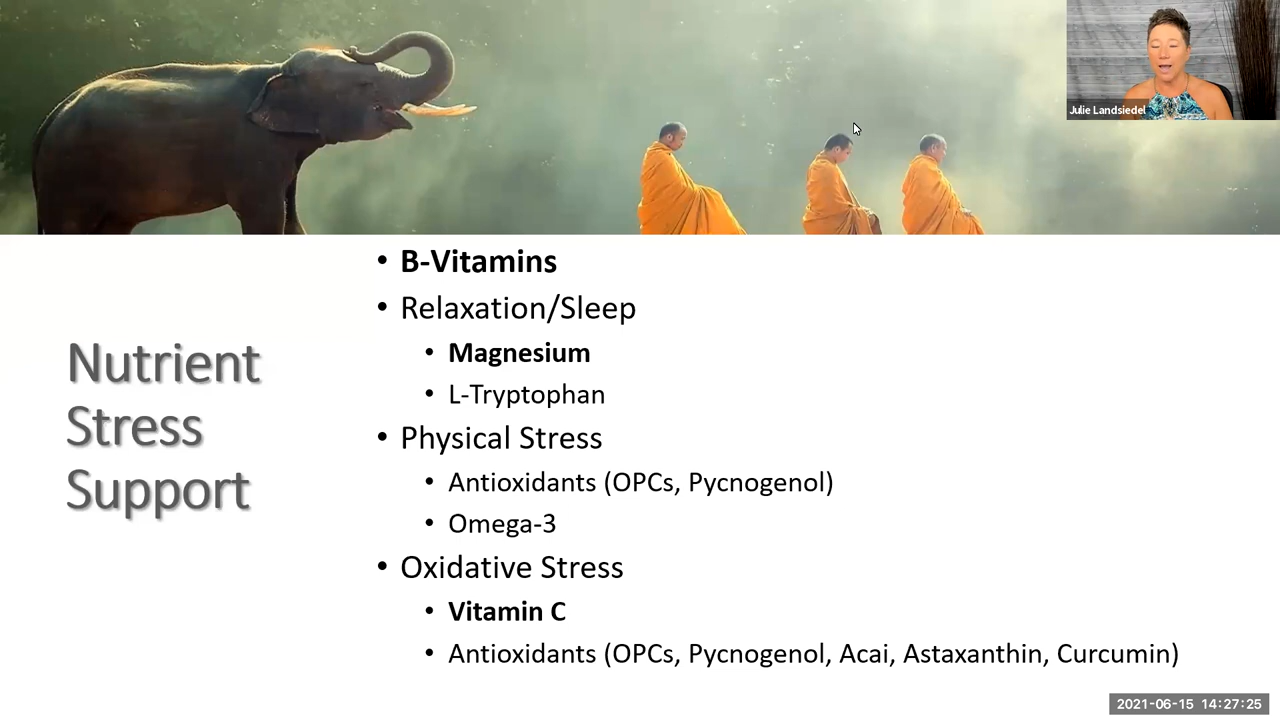 Julie Landsiedel
• B-Vitamins
• Relaxation/Sleep
• Magnesium
• L-Tryptophan
Nutrient
Stress
Support
• Physical Stress
• Antioxidants (OPCs, Pycnogenol)
• Omega-3
• Oxidative Stress
• Vitamin C
• Antioxidants (OPCs, Pycnogenol, Acai, Astaxanthin, Curcumin)
2021-06-15 14:27:25